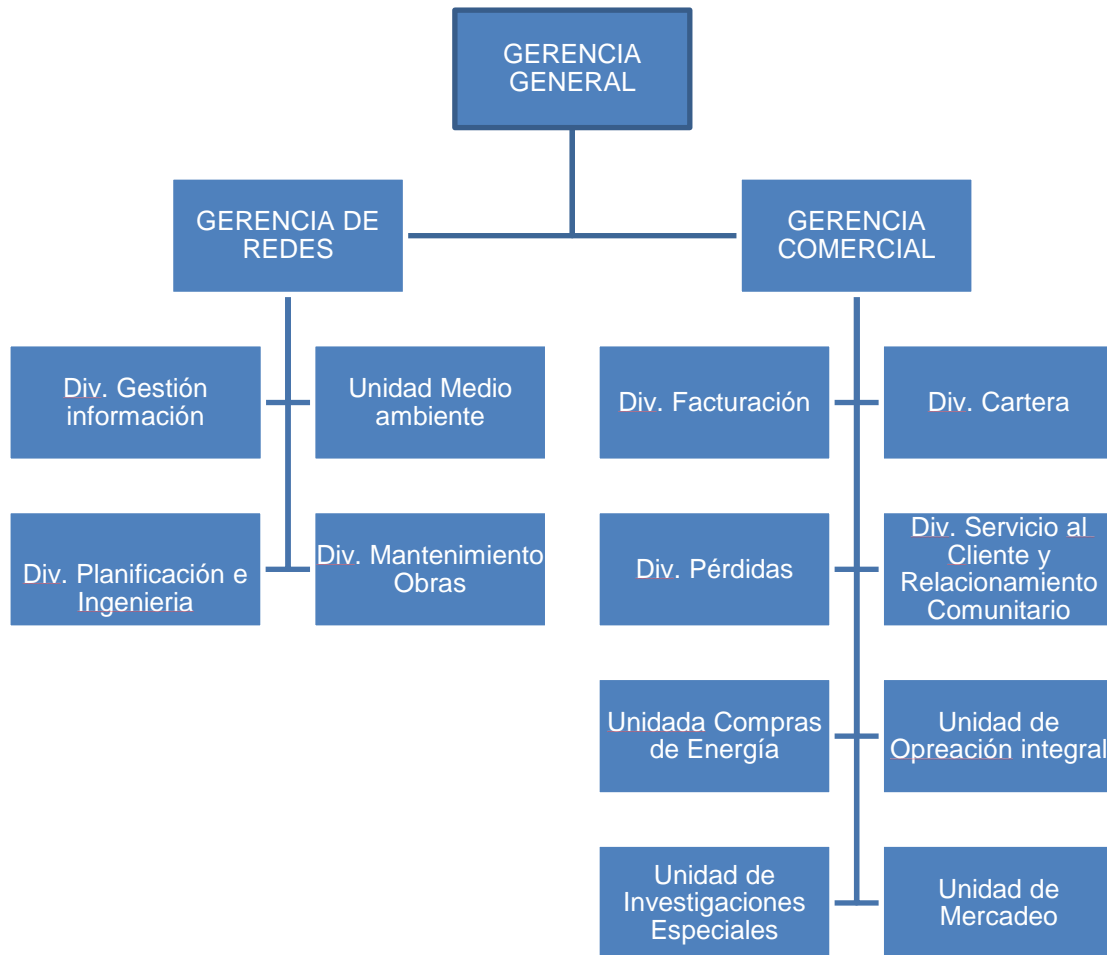 GERENCIA
GENERAL
GERENCIA DE
REDES
GERENCIA
COMERCIAL
Div. Gestión
información
Unidad Medio
ambiente
Div. Planificación e
Ingenieria
Div. Mantenimiento
Obras
Div. Facturación
Div. Cartera
Div. Pérdidas
Div. Servicio al
Cliente y
Relacionamiento
Comunitario
Unidada Compras
de Energía
Unidad de
Opreación integral
Unidad de
Investigaciones
Especiales
Unidad de
Mercadeo